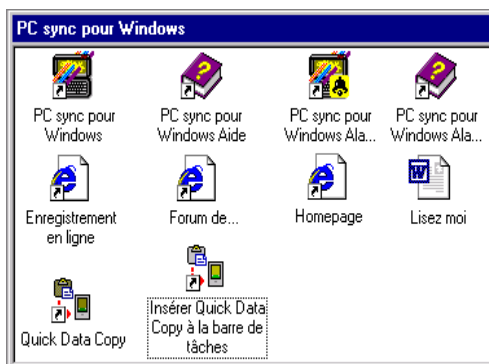 PC sync pour Windows
PC sync pour
Windows
PC sync pour
Windows Aide
PC sync pour
Windows Ala...
PC sync pour
Windows Ala...
Enregistrement
en ligne
Forum de...
Homepage
Lisez moi
Quick Data Copy
Insérer Quick Data
Copy à la barre de
tâches